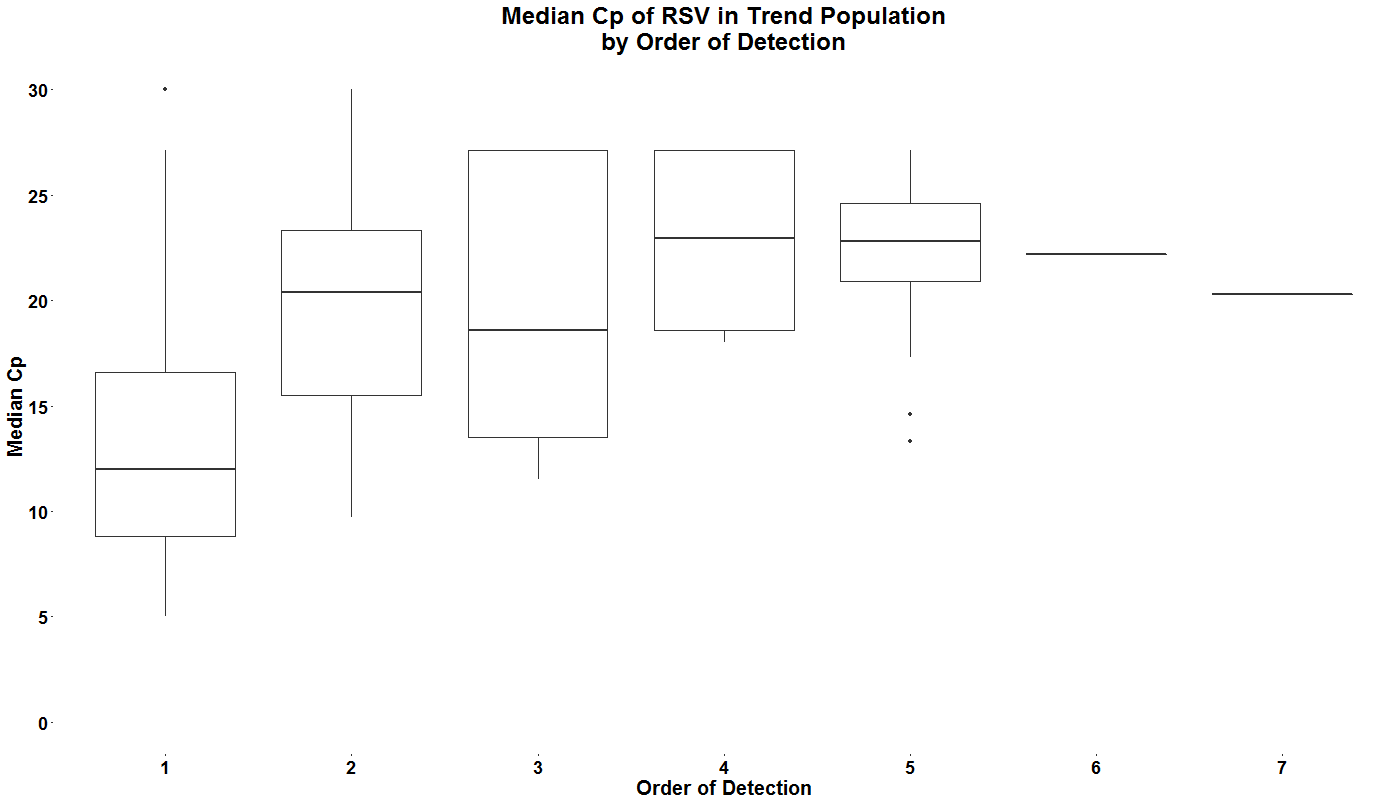 Median Cp of RSV in Trend Population
by Order of Detection
Median Cp
30
25
20
15
10
5
0
1 2 3 4 5 6 7
Order of Detection